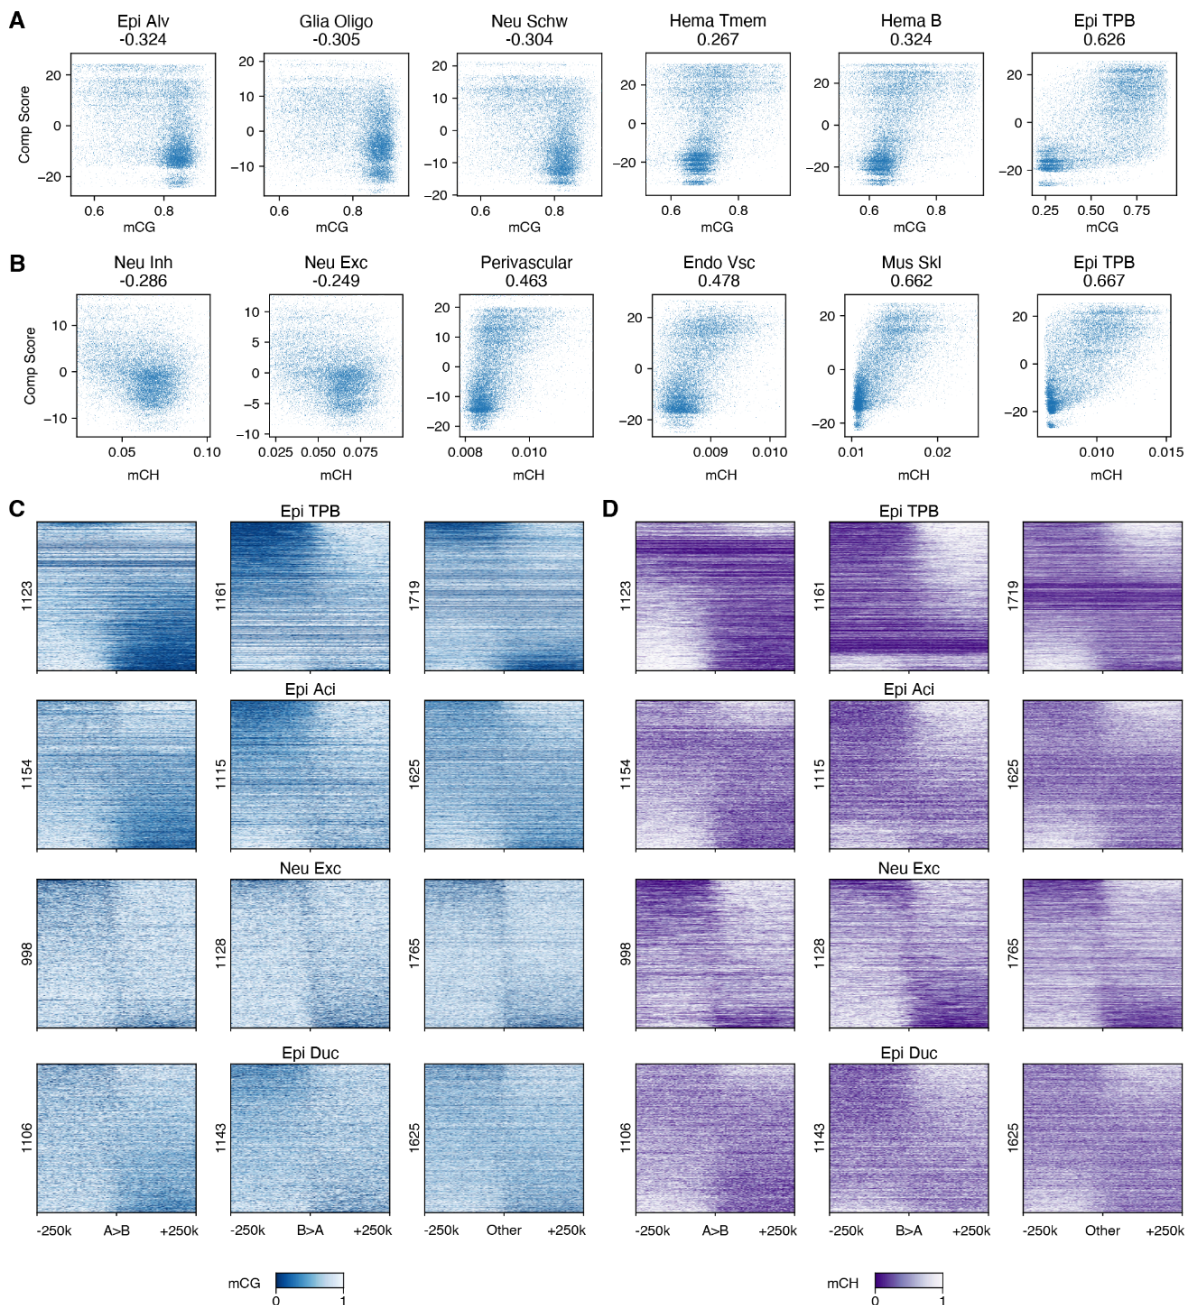 A
Epi Alv
-0.324
Glia Oligo
-0.305
Neu Schw
-0.304
Hema Tmem
0.267
Hema B
0.324
Epi TPB
0.626
Comp Score
20
0
−20
0.6
0.8
mCG
20
10
0
−10
0.6
0.8
mCG
20
10
0
−10
−20
0.6
0.8
mCG
20
0
−20
0.6
0.8
mCG
20
0
−20
0.6
0.8
mCG
20
0
−20
0.25
0.50
0.75
mCG
B
Neu Inh
-0.286
Neu Exc
-0.249
Perivascular
0.463
Endo Vsc
0.478
Mus Skl
0.662
Epi TPB
0.667
Comp Score
10
0
−10
0.05
0.10
mCH
10
5
0
−5
−10
0.025
0.050
0.075
mCH
20
10
0
−10
−20
0.008
0.010
mCH
20
0
−20
0.009
0.010
mCH
20
0
−20
0.01
0.02
mCH
20
0
−20
0.010
0.015
mCH
C
Epi TPB
1123
1161
1719
Epi Aci
1154
1115
1625
Neu Exc
998
1128
1765
Epi Duc
1106
1143
1625
-250k A>B +250k
-250k B>A +250k
-250k Other +250k
mCG
0 1
D
Epi TPB
1123
1161
1719
Epi Aci
1154
1115
1625
Neu Exc
998
1128
1765
Epi Duc
1106
1143
1625
-250k A>B +250k
-250k B>A +250k
-250k Other +250k
mCH
0 1